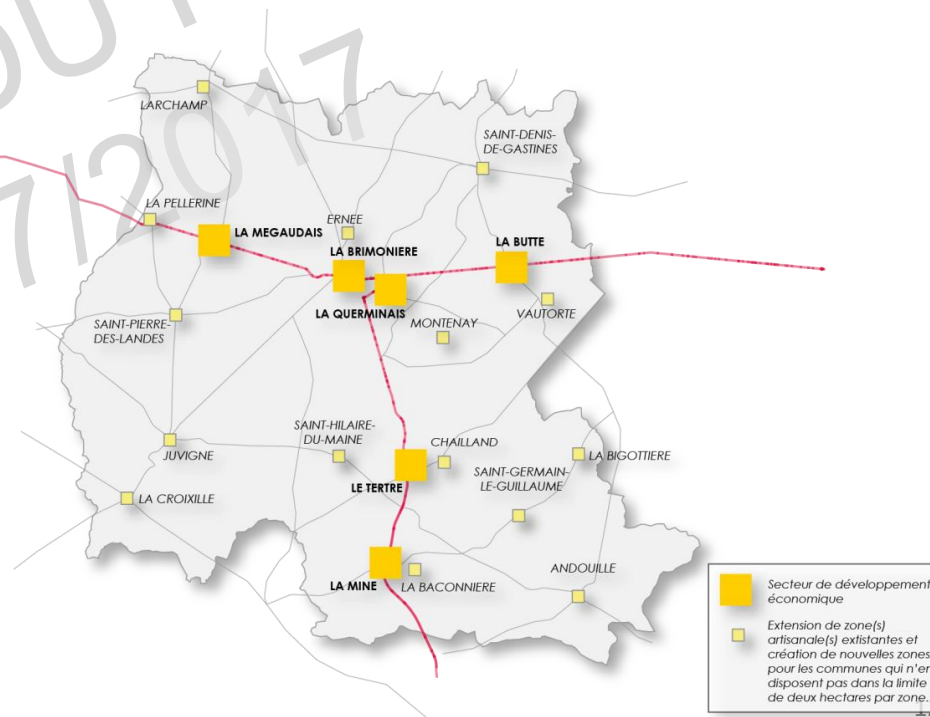 7/2017
LARCHAMP
SAINT-DENIS-
DE-GASTINES
LA PELLERINE
ERNEE
LA MEGAUDAIS
LA BRIMONIERE
LA BUTTE
LA QUERMINAIS
MONTENAY
VAUTORTE
SAINT-PIERRE-
DES-LANDES
SAINT-HILAIRE-
DU-MAINE
CHAILLAND
JUVIGNE
LA BIGOTTIERE
SAINT-GERMAIN-
LE-GUILLAUME
LE TERTRE
LA CROIXILLE
ANDOUILLE
LA MINE
LA BACONNIERE
Secteur de développement
économique
Extension de zone(s)
artisanale(s) extistantes et
création de nouvelles zones
pour les communes qui n'en
disposent pas dans la limite
de deux hectares par zone.